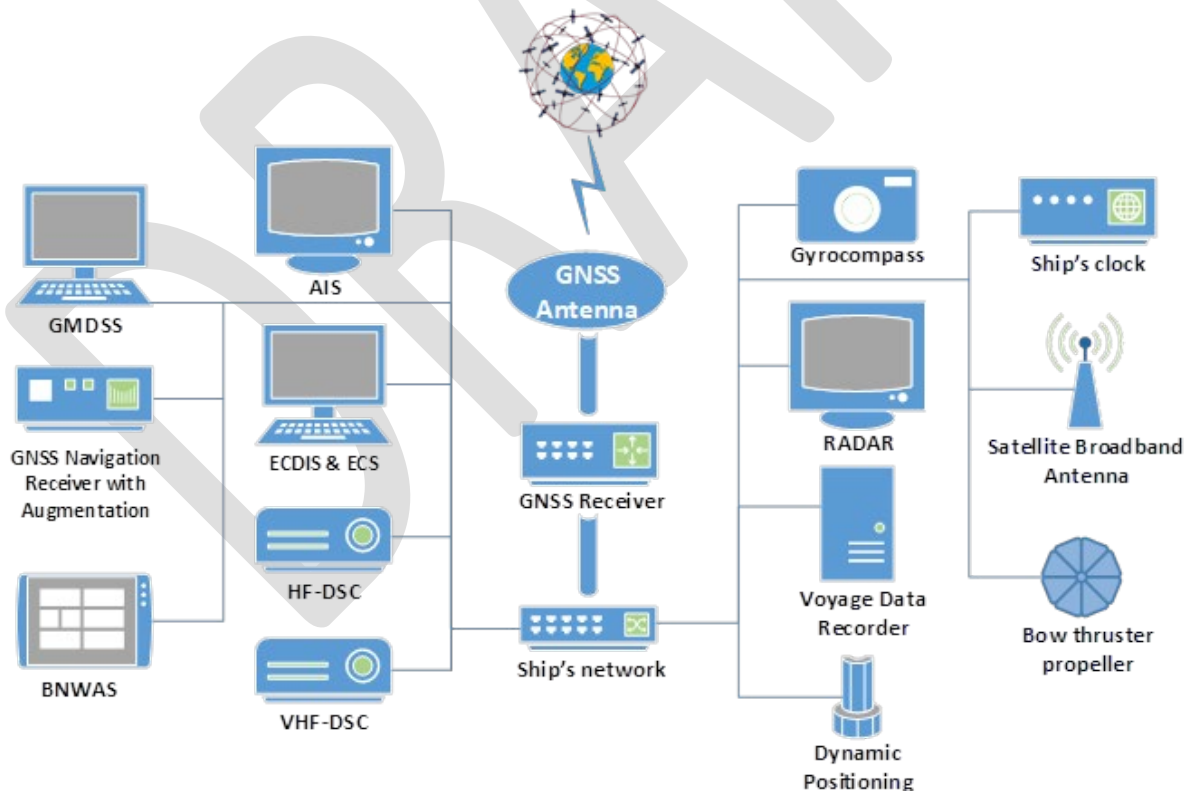 DRA
AIS
GMDSS
GNSS Navigation
Receiver with
Augmentation
ECDIS & ECS
HF-DSC
BNWAS
VHF-DSC
GNSS
Antenna
GNSS Receiver
Ship's network
Gyrocompass
RADAR
Voyage Data
Recorder
Dynamic
Positioning
Ship's clock
Satellite Broadband
Antenna
Bow thruster
propeller